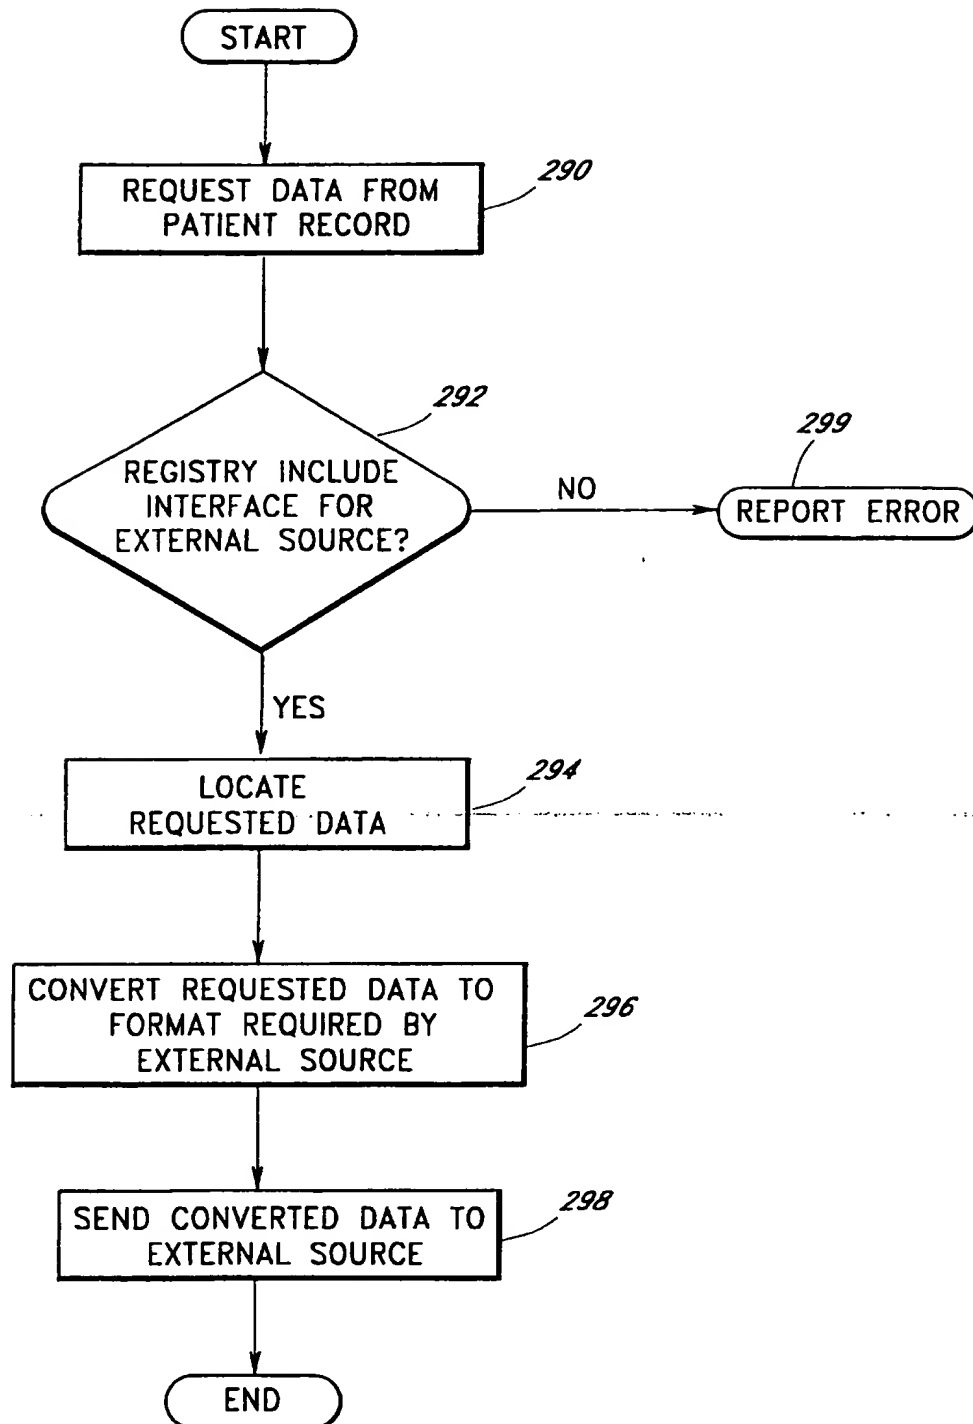 START
REQUEST DATA FROM
PATIENT RECORD
290
292
REGISTRY INCLUDE
INTERFACE FOR
EXTERNAL SOURCE?
NO
299
REPORT ERROR
YES
LOCATE
REQUESTED DATA
294
CONVERT REQUESTED DATA TO
FORMAT REQUIRED BY
EXTERNAL SOURCE
296
SEND CONVERTED DATA TO
EXTERNAL SOURCE
298
END